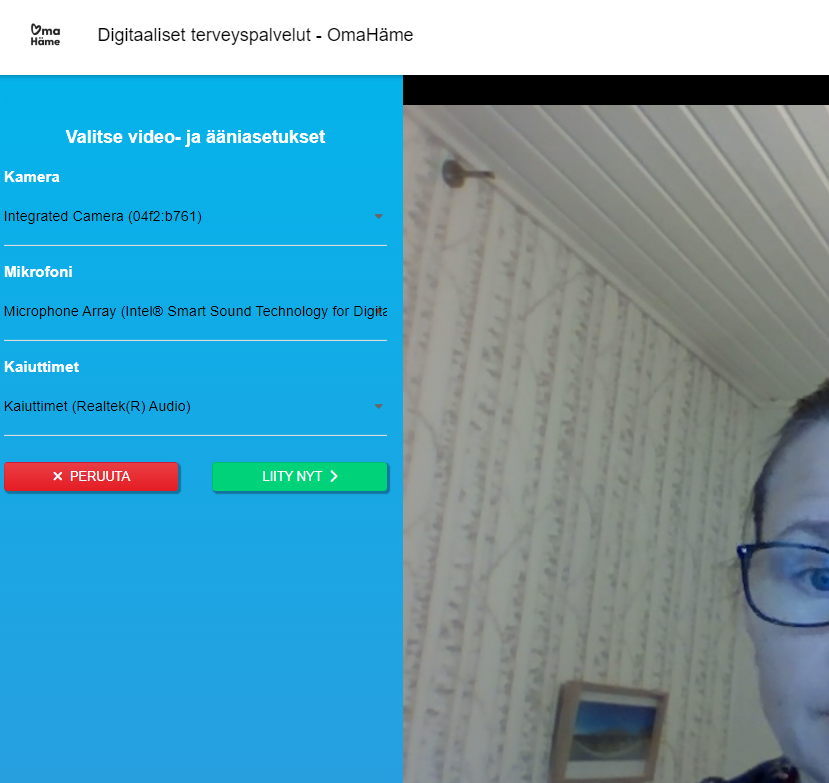 Oma
Häme
Digitaaliset terveyspalvelut - OmaHäme
Valitse video- ja ääniasetukset
Kamera
Integrated Camera (04f2:b761)
Mikrofoni
Microphone Array (Intel® Smart Sound Technology for Digita
Kaiuttimet
Kaiuttimet (Realtek(R) Audio)
PERUUTA
LIITY NYT